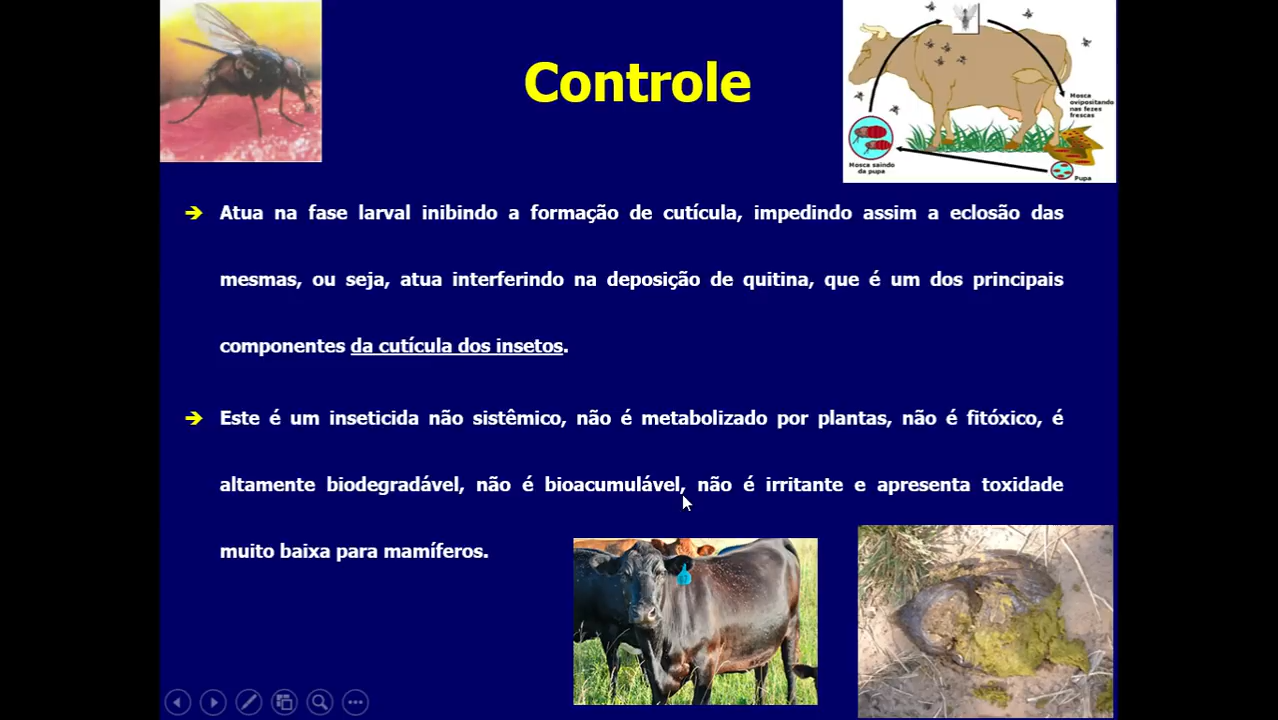 Controle
Mosca
ovipositando
nas fezes
frescas
Mosca saindo
da pupa
Pupa
Atua na fase larval inibindo a formação de cutícula, impedindo assim a eclosão das
mesmas, ou seja, atua interferindo na deposição de quitina, que é um dos principais
componentes da cutícula dos insetos.
Este é um inseticida não sistêmico, não é metabolizado por plantas, não é fitóxico, é
altamente biodegradável, não é bioacumulável, não é irritante e apresenta toxidade
muito baixa para mamíferos.